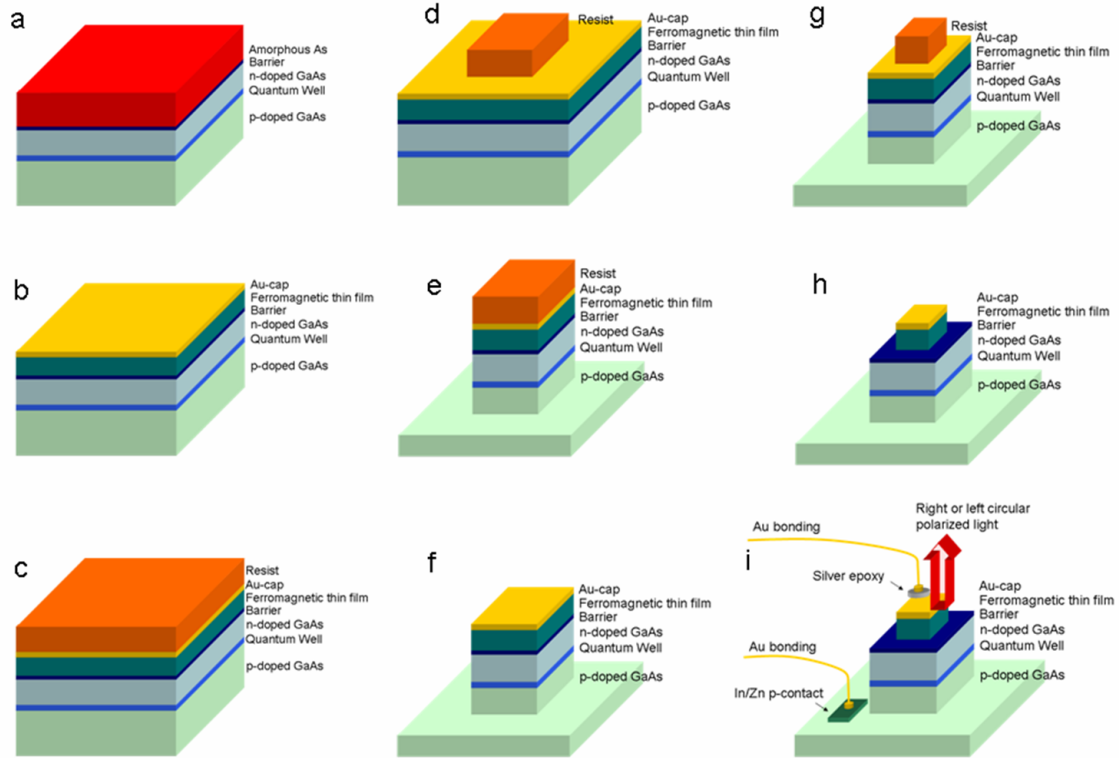 a
Amorphous As
Barrier
n-doped GaAs
Quantum Well
p-doped GaAs
b
Au-cap
Ferromagnetic thin film
Barrier
n-doped GaAs
Quantum Well
p-doped GaAs
c
Resist
Au-cap
Ferromagnetic thin film
Barrier
n-doped GaAs
Quantum Well
p-doped GaAs
d
Resist
Au-cap
Ferromagnetic thin film
Barrier
n-doped GaAs
Quantum Well
p-doped GaAs
e
Resist
Au-cap
Ferromagnetic thin film
Barrier
n-doped GaAs
Quantum Well
p-doped GaAs
f
Au-cap
Ferromagnetic thin film
Barrier
n-doped GaAs
Quantum Well
p-doped GaAs
g
Resist
Au-cap
Ferromagnetic thin film
Barrier
n-doped GaAs
Quantum Well
p-doped GaAs
h
Au-cap
Ferromagnetic thin film
Barrier
n-doped GaAs
Quantum Well
p-doped GaAs
i
Right or left circular
polarized light
Au bonding
Silver epoxy
Au-cap
Ferromagnetic thin film
Barrier
n-doped GaAs
Quantum Well
p-doped GaAs
Au bonding
In/Zn p-contact